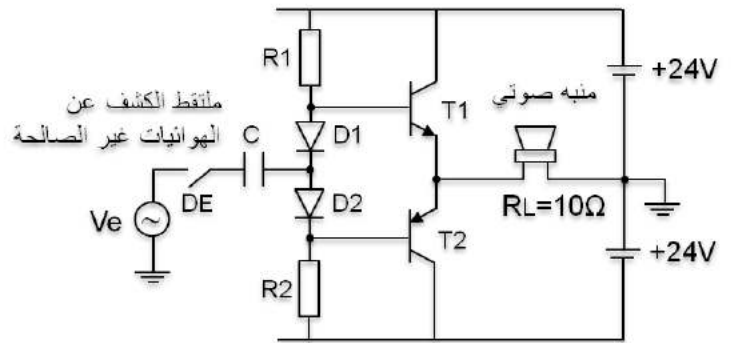 R1
+24V
ملتقط الكشف عن
الهوائيات غير الصالحة
منبه صوتي
T1
C
D1
DE
D2
RL=10Ω
Ve
T2
+24V
R2